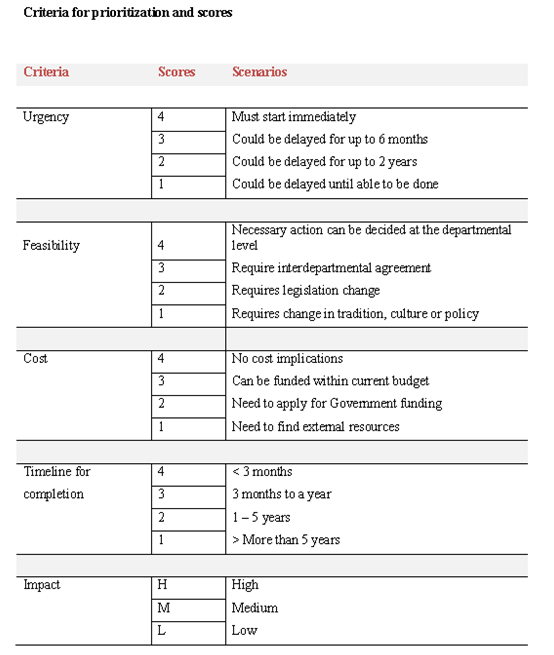 Criteria for prioritization and scores
Criteria Scores Scenarios
Urgency 4 Must start immediately
3 Could be delayed for up to 6 months
2 Could be delayed for up to 2 years
1 Could be delayed until able to be done
Necessary action can be decided at the departmental
Feasibility 4 level
3 Require interdepartmental agreement
2 Requires legislation change
1 Requires change in tradition, culture or policy
Cost 4 No cost implications
3 Can be funded within current budget
2 Need to apply for Government funding
1 Need to find external resources
Timeline for 4 < 3 months
completion 3 3 months to a year
2 1 – 5 years
1 > More than 5 years
Impact H High
M Medium
L Low